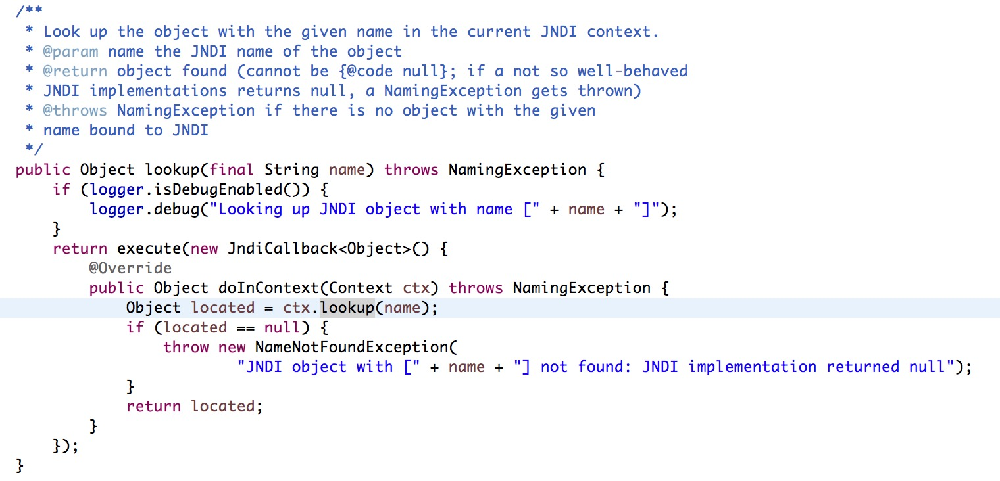 /**
 * Look up the object with the given name in the current JNDI context.
 * @param name the JNDI name of the object
 * @return object found (cannot be {@code null}; if a not so well-behaved
 * JNDI implementations returns null, a NamingException gets thrown)
 * @throws NamingException if there is no object with the given
 * name bound to JNDI
 */
public Object lookup(final String name) throws NamingException {
    if (logger.isDebugEnabled()) {
        logger.debug("Looking up JNDI object with name [" + name + "]");
    }
    return execute(new JndiCallback<Object>() {
        @Override
        public Object doInContext(Context ctx) throws NamingException {
            Object located = ctx.lookup(name);
            if (located == null) {
                throw new NameNotFoundException(
                        "JNDI object with [" + name + "] not found: JNDI implementation returned null");
            }
            return located;
        }
    });
}